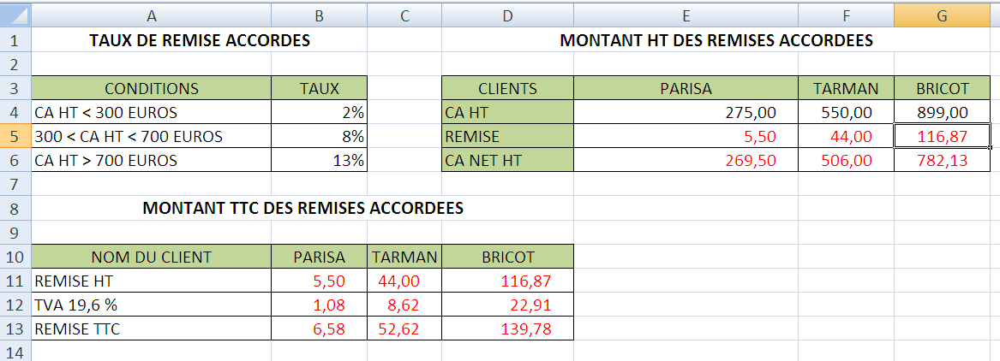 A B C D E F G
1 TAUX DE REMISE ACCORDES MONTANT HT DES REMISES ACCORDEES
2
3 CONDITIONS TAUX CLIENTS PARISA TARMAN BRICOT
4 CA HT < 300 EUROS 2% CA HT 275,00 550,00 899,00
5 300 < CA HT < 700 EUROS 8% REMISE 5,50 44,00 116,87
6 CA HT > 700 EUROS 13% CA NET HT 269,50 506,00 782,13
7
8 MONTANT TTC DES REMISES ACCORDEES
9
10 NOM DU CLIENT PARISA TARMAN BRICOT
11 REMISE HT 5,50 44,00 116,87
12 TVA 19,6 % 1,08 8,62 22,91
13 REMISE TTC 6,58 52,62 139,78
14